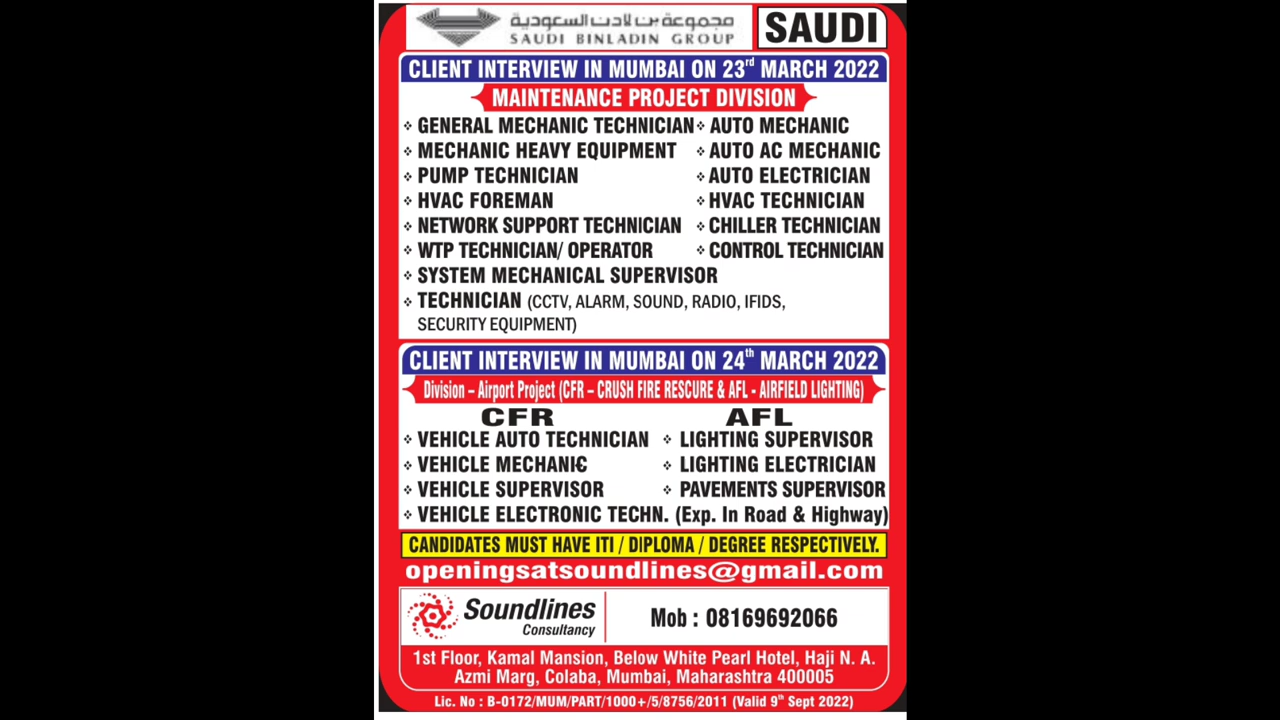 مجموعة بن لادن السعودية
SAUDI BINLADIN GROUP
SAUDI
CLIENT INTERVIEW IN MUMBAI ON 23rd MARCH 2022
MAINTENANCE PROJECT DIVISION
❖ GENERAL MECHANIC TECHNICIAN ❖ AUTO MECHANIC
❖ MECHANIC HEAVY EQUIPMENT ❖ AUTO AC MECHANIC
❖ PUMP TECHNICIAN ❖ AUTO ELECTRICIAN
❖ HVAC FOREMAN ❖ HVAC TECHNICIAN
❖ NETWORK SUPPORT TECHNICIAN ❖ CHILLER TECHNICIAN
❖ WTP TECHNICIAN/ OPERATOR ❖ CONTROL TECHNICIAN
❖ SYSTEM MECHANICAL SUPERVISOR
❖ TECHNICIAN (CCTV, ALARM, SOUND, RADIO, IFIDS,
SECURITY EQUIPMENT)
CLIENT INTERVIEW IN MUMBAI ON 24th MARCH 2022
Division – Airport Project (CFR – CRUSH FIRE RESCURE & AFL - AIRFIELD LIGHTING)
CFR AFL
❖ VEHICLE AUTO TECHNICIAN ❖ LIGHTING SUPERVISOR
❖ VEHICLE MECHANIC ❖ LIGHTING ELECTRICIAN
❖ VEHICLE SUPERVISOR ❖ PAVEMENTS SUPERVISOR
❖ VEHICLE ELECTRONIC TECHN. (Exp. In Road & Highway)
CANDIDATES MUST HAVE ITI / DIPLOMA / DEGREE RESPECTIVELY.
openingsatsoundlines@gmail.com
Soundlines
Consultancy
Mob : 08169692066
1st Floor, Kamal Mansion, Below White Pearl Hotel, Haji N. A.
Azmi Marg, Colaba, Mumbai, Maharashtra 400005
Lic. No : B-0172/MUM/PART/1000+/5/8756/2011 (Valid 9th Sept 2022)